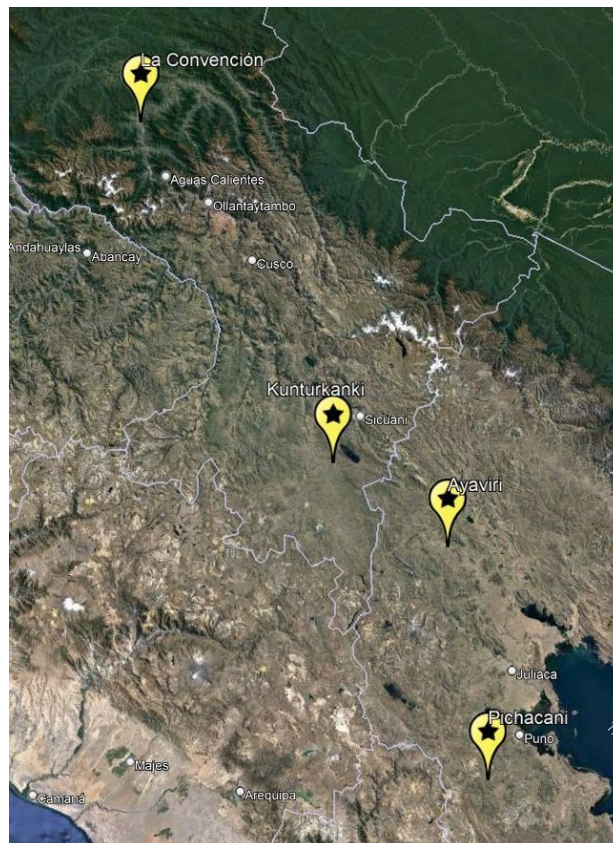 La Convención
Aguas Calientes
Ollantaytambo
Andahuaylas
Abancay
Cusco
Kunturkanki
Sicuani
Ayaviri
Juliaca
Pichacani
Puno
Majes
Camaná
Arequipa